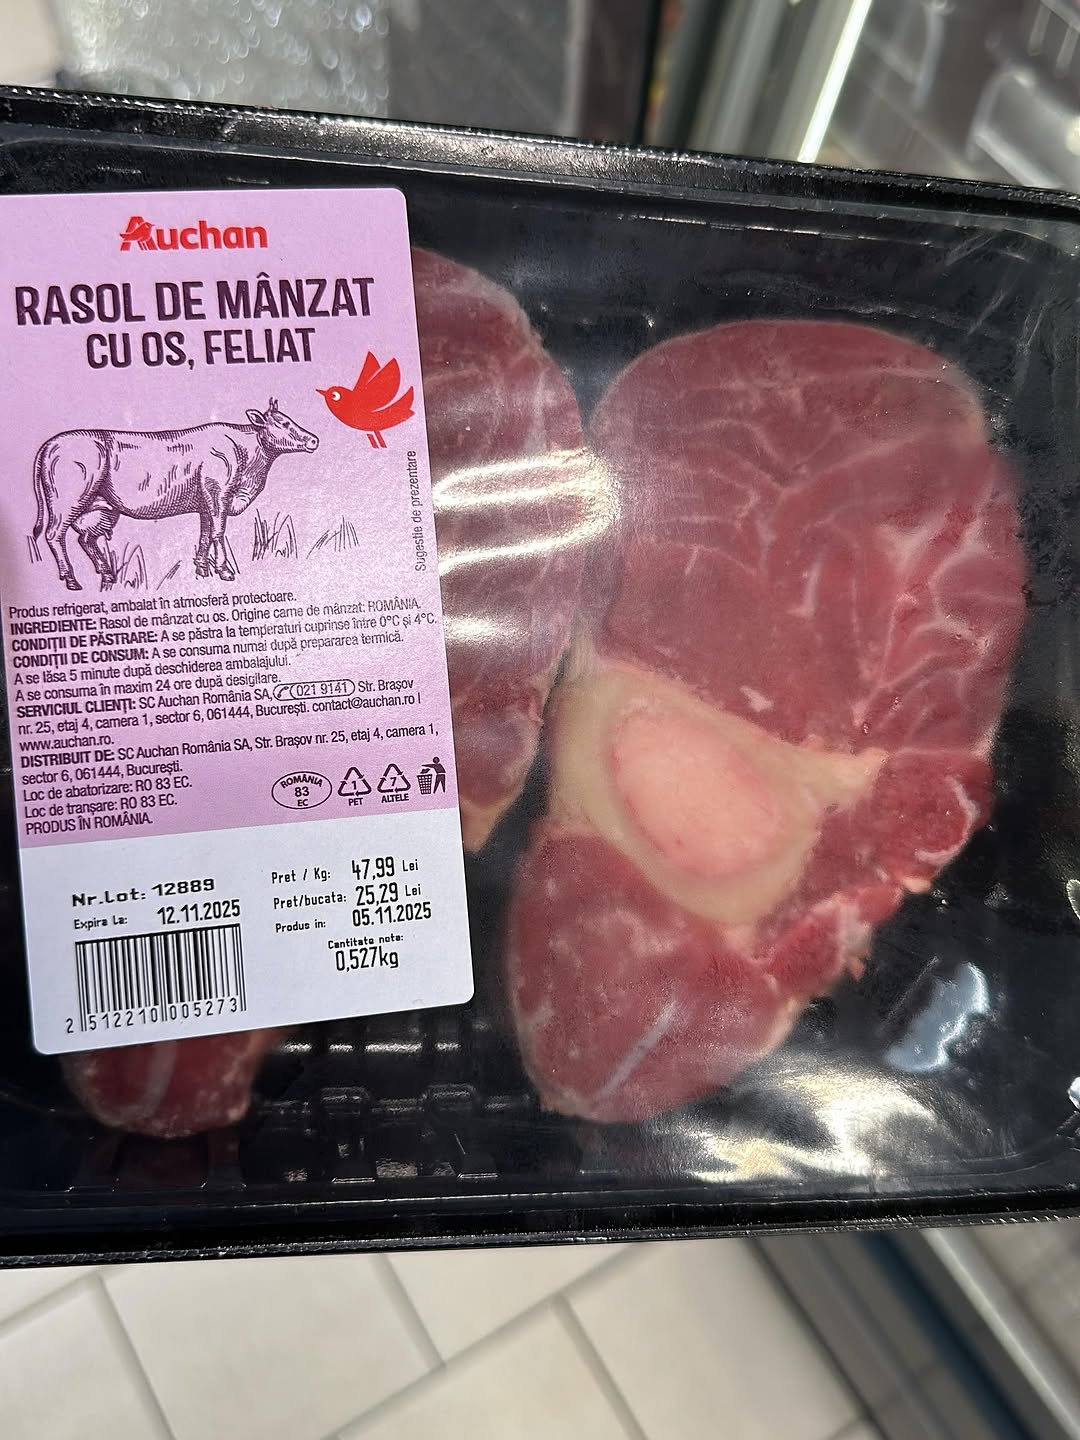 Auchan
RASOL DE MÂNZAT
CU OS, FELIAT
Sugestie de prezentare
Produs refrigerat, ambalat în atmosferă protectoare.
INGREDIENTE: Rasol de mânzat cu os. Origine carne de mânzat: ROMÂNIA.
CONDIȚII DE PĂSTRARE: A se păstra la temperaturi cuprinse între 0°C și 4°C.
CONDIȚII DE CONSUM: A se consuma numai după prepararea termică.
A se lăsa 5 minute după deschiderea ambalajului.
A se consuma în maxim 24 ore după desigilare.
SERVICIUL CLIENȚI: SC Auchan România SA, 021 9141 Str. Brașov
nr. 25, etaj 4, camera 1, sector 6, 061444, București. contact@auchan.ro |
www.auchan.ro.
DISTRIBUIT DE: SC Auchan România SA, Str. Brașov nr. 25, etaj 4, camera 1,
sector 6, 061444, București.
Loc de abatorizare: RO 83 EC.
Loc de tranșare: RO 83 EC.
PRODUS ÎN ROMÂNIA.
ROMÂNIA
83
EC
1
PET
7
ALTELE
Nr.Lot: 12889
Expira La: 12.11.2025
Pret / Kg: 47,99 Lei
Pret/bucata: 25,29 Lei
Produs in: 05.11.2025
Cantitate neta:
0,527kg
2 512210 005273